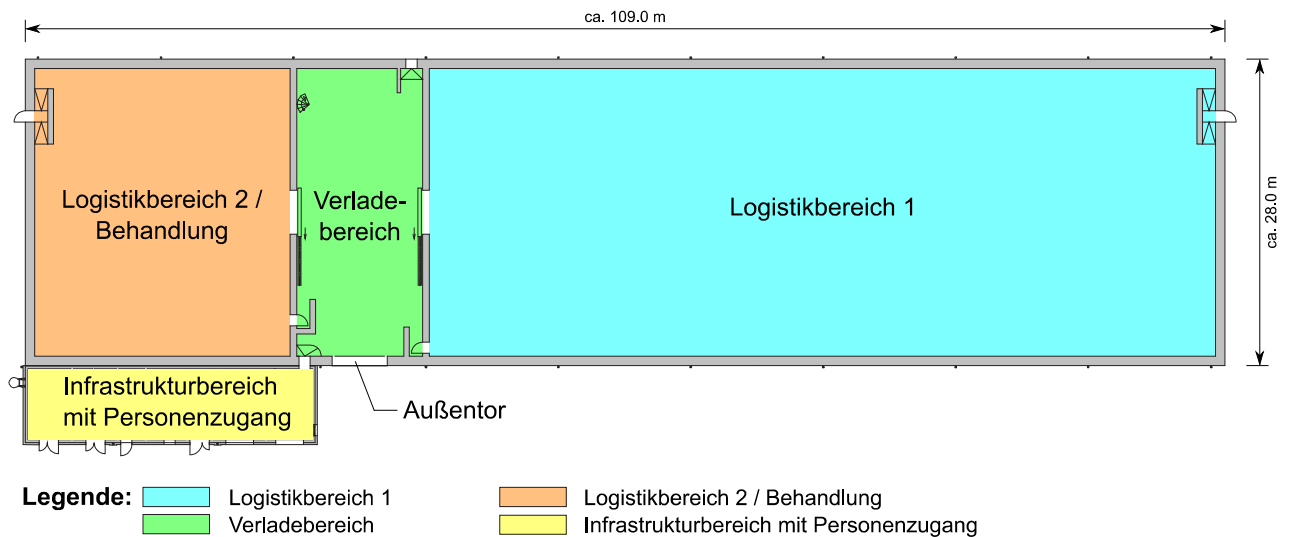 ca. 109.0 m
Logistikbereich 2 /
Behandlung
Verlade-
bereich
Logistikbereich 1
ca. 28.0 m
Infrastrukturbereich
mit Personenzugang
Außentor
Legende:
Logistikbereich 1
Logistikbereich 2 / Behandlung
Verladebereich
Infrastrukturbereich mit Personenzugang